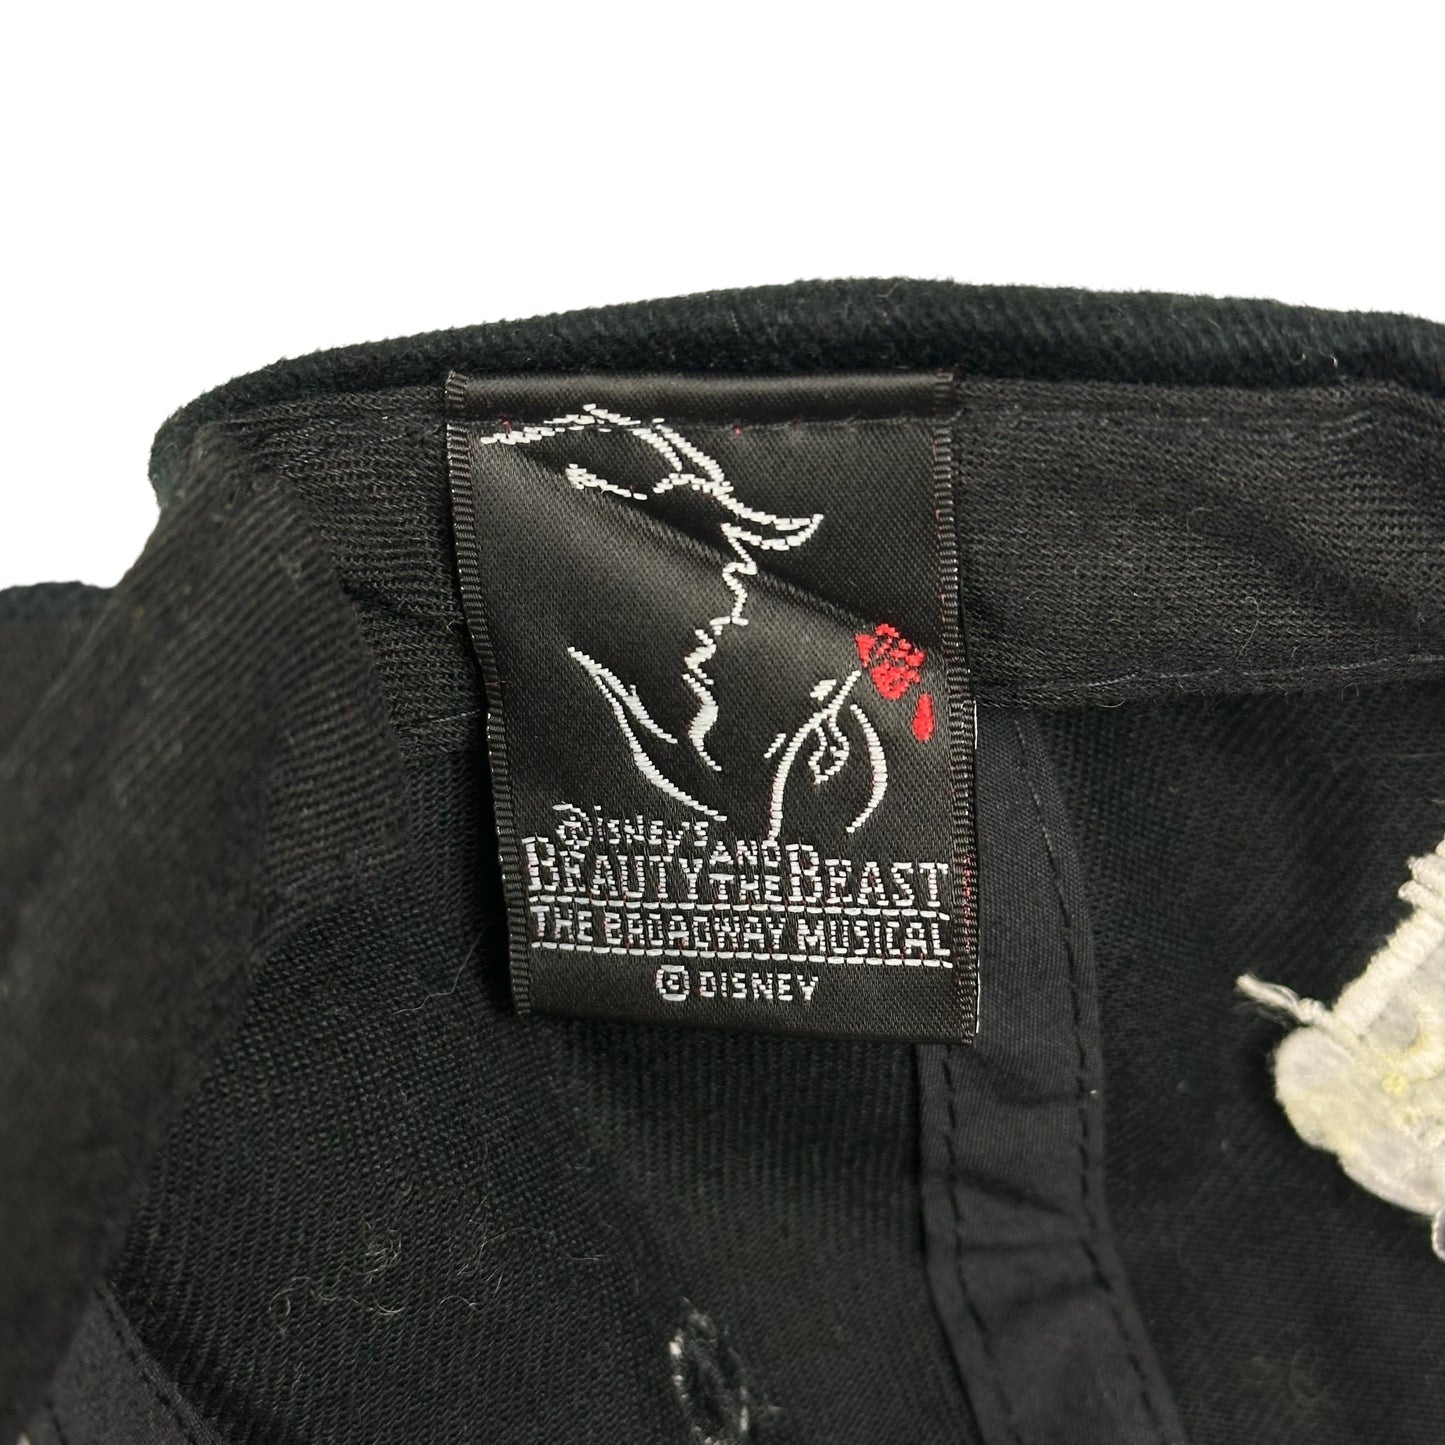 DISNEY'S
BEAUTY AND THE BEAST
THE BROADWAY MUSICAL
© DISNEY